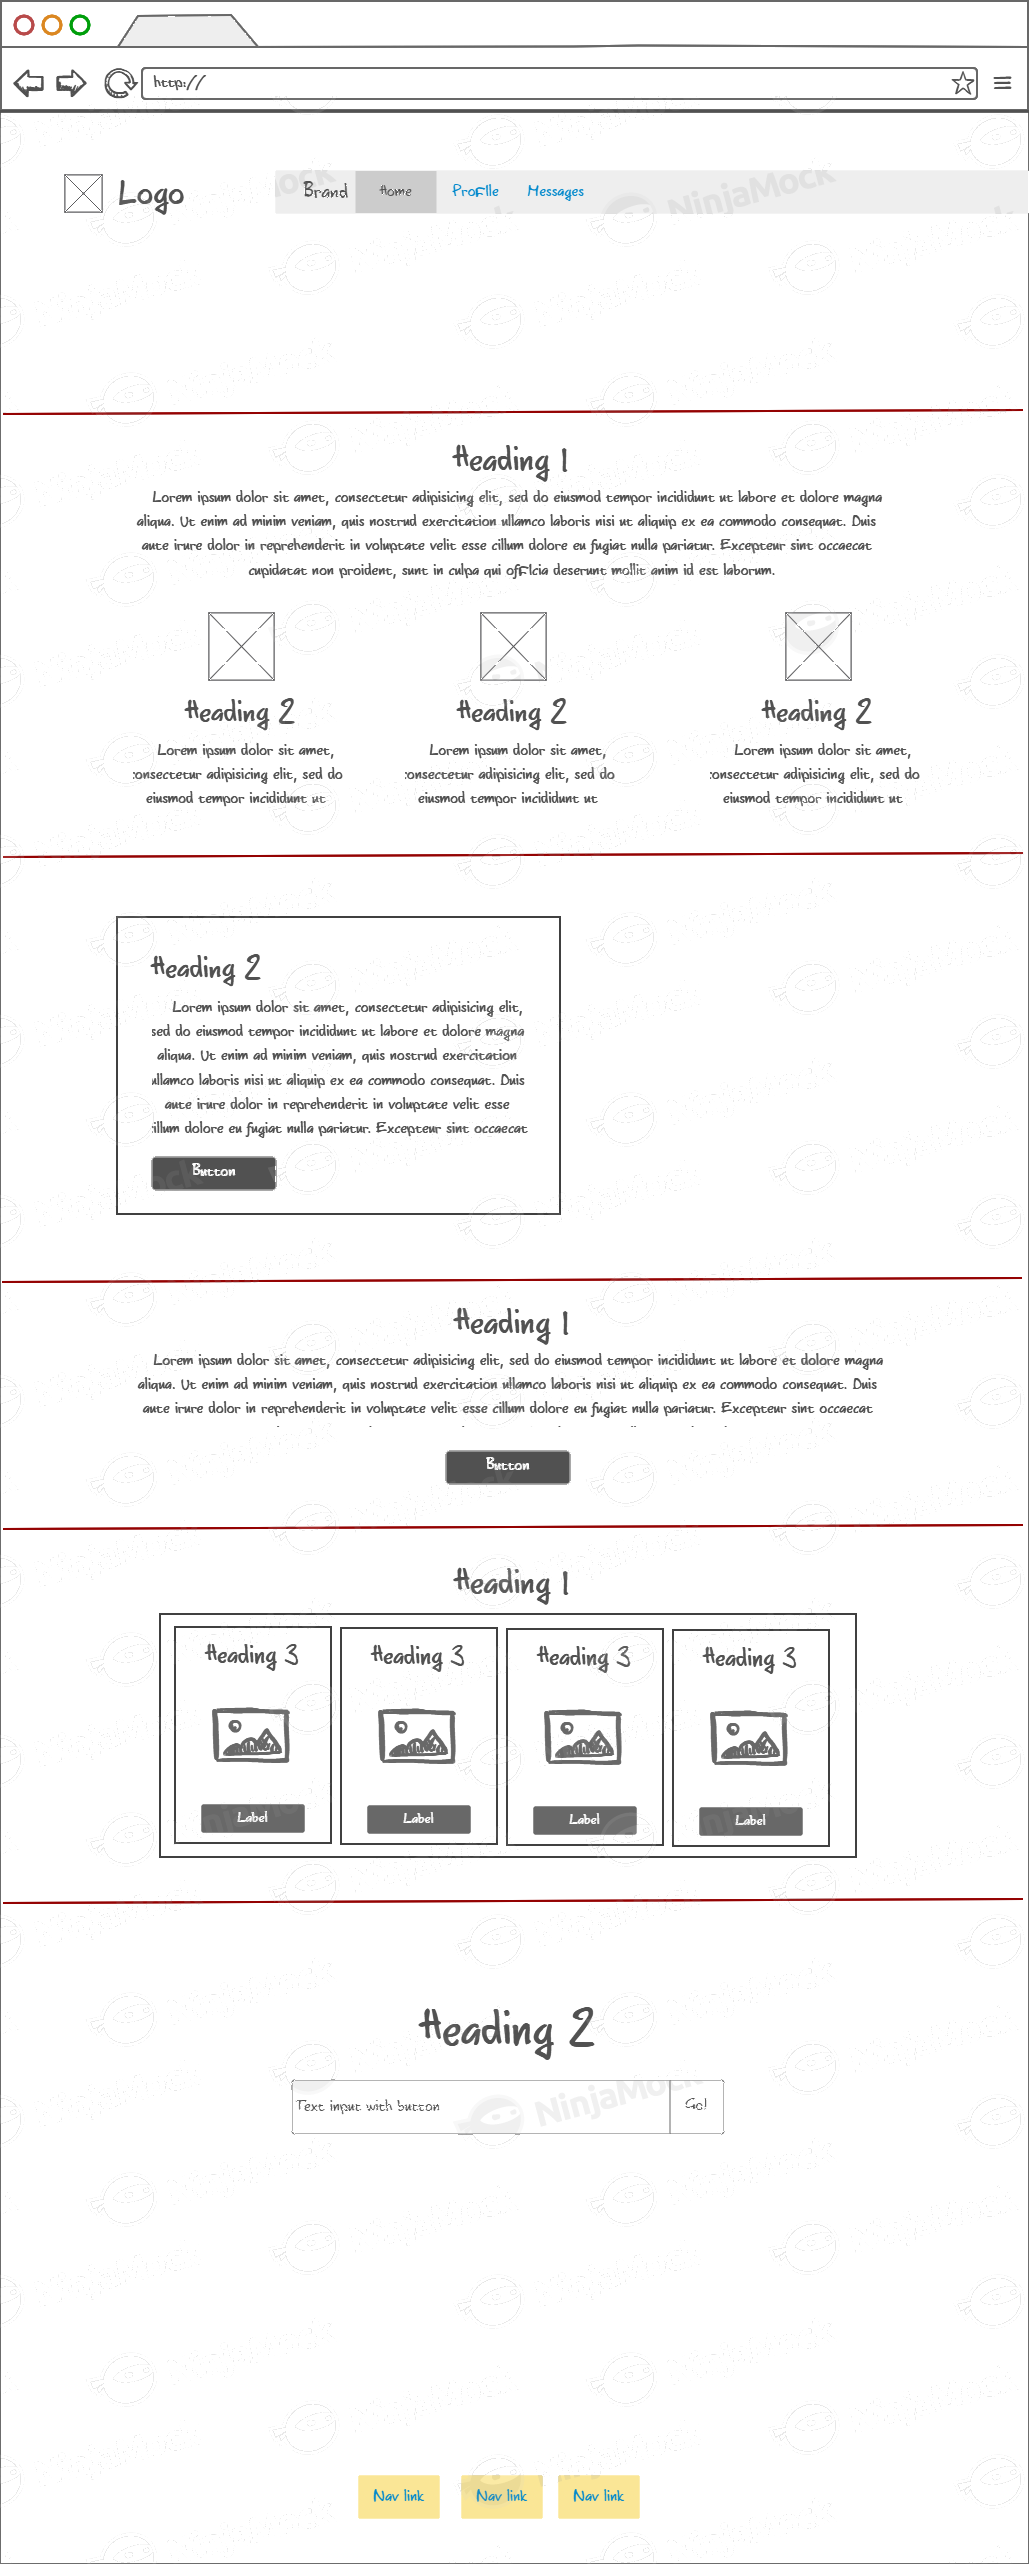 http://
Logo
Brand Home Profile Messages
NinjaMock
Heading 1
Lorem ipsum dolor sit amet, consectetur adipisicing elit, sed do eiusmod tempor incididunt ut labore et dolore magna
aliqua. Ut enim ad minim veniam, quis nostrud exercitation ullamco laboris nisi ut aliquip ex ea commodo consequat. Duis
aute irure dolor in reprehenderit in voluptate velit esse cillum dolore eu fugiat nulla pariatur. Excepteur sint occaecat
cupidatat non proident, sunt in culpa qui officia deserunt mollit anim id est laborum.
Heading 2
Lorem ipsum dolor sit amet,
consectetur adipisicing elit, sed do
eiusmod tempor incididunt ut
Heading 2
Lorem ipsum dolor sit amet,
consectetur adipisicing elit, sed do
eiusmod tempor incididunt ut
Heading 2
Lorem ipsum dolor sit amet,
consectetur adipisicing elit, sed do
eiusmod tempor incididunt ut
Heading 2
Lorem ipsum dolor sit amet, consectetur adipisicing elit,
sed do eiusmod tempor incididunt ut labore et dolore magna
aliqua. Ut enim ad minim veniam, quis nostrud exercitation
ullamco laboris nisi ut aliquip ex ea commodo consequat. Duis
aute irure dolor in reprehenderit in voluptate velit esse
cillum dolore eu fugiat nulla pariatur. Excepteur sint occaecat
Button
Heading 1
Lorem ipsum dolor sit amet, consectetur adipisicing elit, sed do eiusmod tempor incididunt ut labore et dolore magna
aliqua. Ut enim ad minim veniam, quis nostrud exercitation ullamco laboris nisi ut aliquip ex ea commodo consequat. Duis
aute irure dolor in reprehenderit in voluptate velit esse cillum dolore eu fugiat nulla pariatur. Excepteur sint occaecat
Button
Heading 1
Heading 3
Label
Heading 3
Label
Heading 3
Label
Heading 3
Label
Heading 2
Text input with button Go!
NinjaMock
Nav link Nav link Nav link